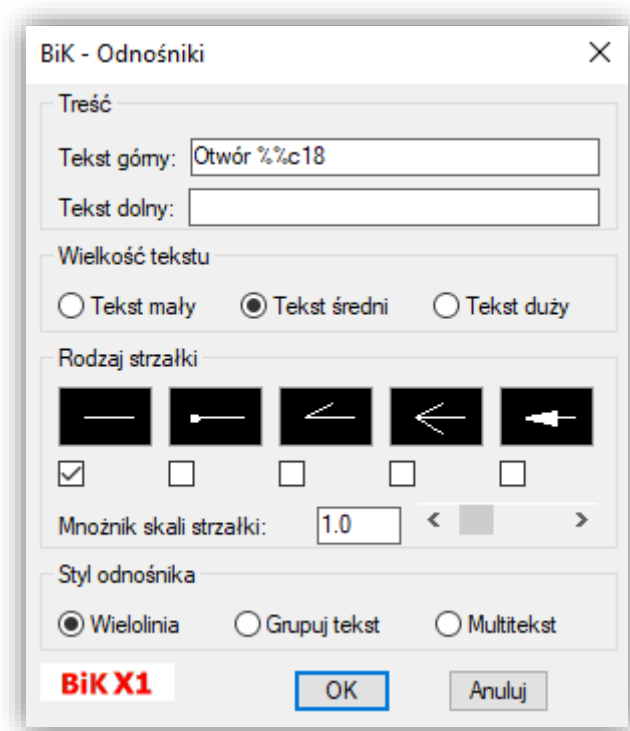 BiK - Odnośniki
Treść
Tekst górny: Otwór %%c18
Tekst dolny:
Wielkość tekstu
Tekst mały Tekst średni Tekst duży
Rodzaj strzałki
Mnożnik skali strzałki: 1.0
Styl odnośnika
Wielolinia Grupuj tekst Multitekst
BiK X1 OK Anuluj